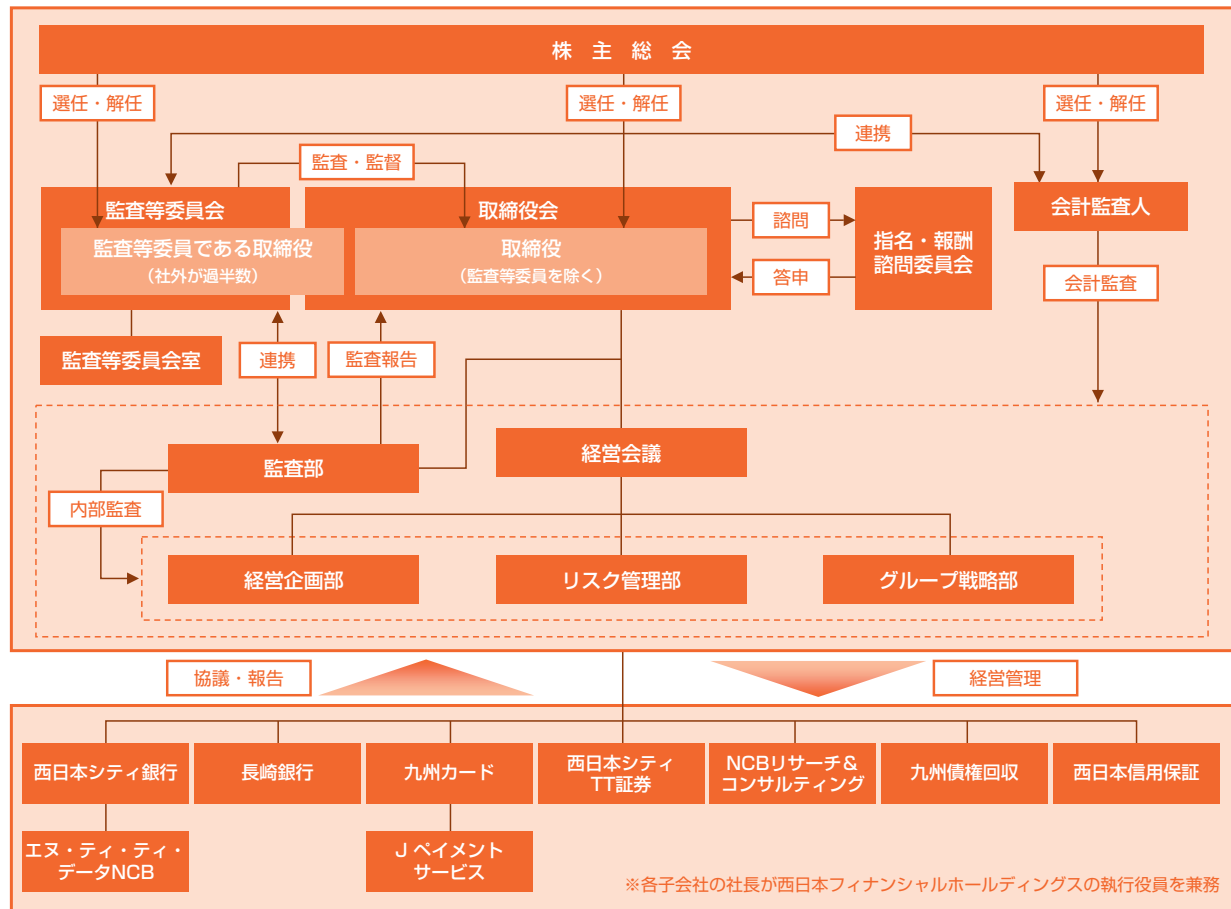 株主総会
選任・解任
選任・解任
選任・解任
連携
監査・監督
監査等委員会
監査等委員である取締役
(社外が過半数)
取締役会
取締役
(監査等委員を除く)
諮問
答申
指名・報酬
諮問委員会
会計監査人
会計監査
監査等委員会室
連携
監査報告
監査部
経営会議
内部監査
経営企画部
リスク管理部
グループ戦略部
協議・報告
経営管理
西日本シティ銀行
長崎銀行
九州カード
西日本シティ
TT証券
NCBリサーチ&
コンサルティング
九州債権回収
西日本信用保証
エヌ・ティ・ティ・
データNCB
J ペイメント
サービス
※各子会社の社長が西日本フィナンシャルホールディングスの執行役員を兼務